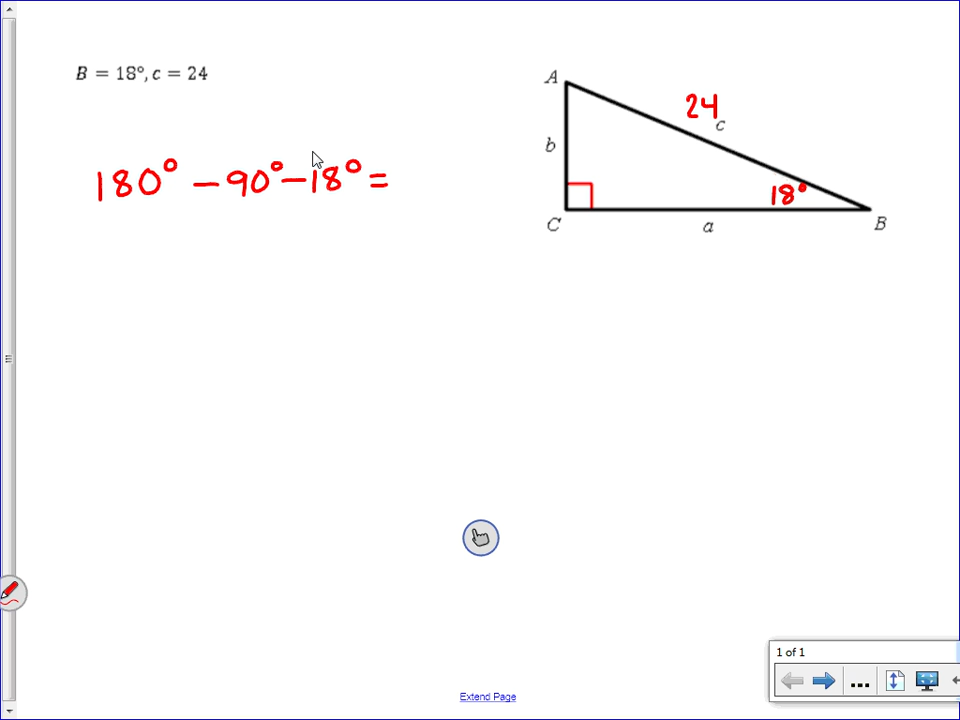 B = 18°, c = 24
180° – 90° – 18° =
A
24
c
b
18°
C
a
B
1 of 1
...
Extend Page